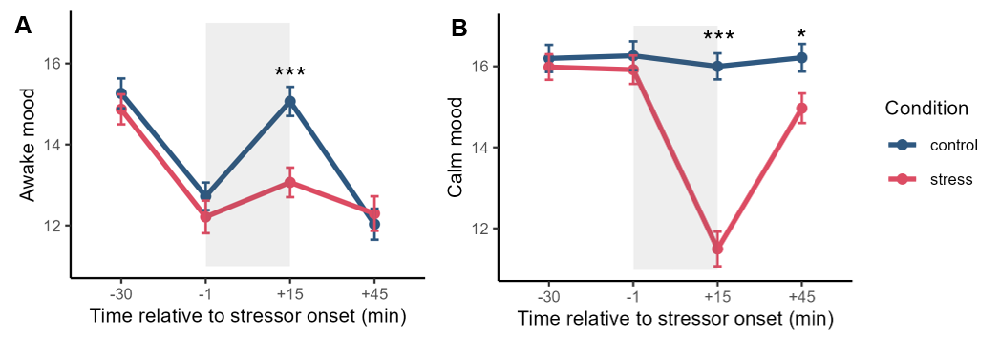 A
Awake mood
16
14
12
***
-30
-1
+15
+45
Time relative to stressor onset (min)
B
Calm mood
16
14
12
***
*
-30
-1
+15
+45
Time relative to stressor onset (min)
Condition
control
stress